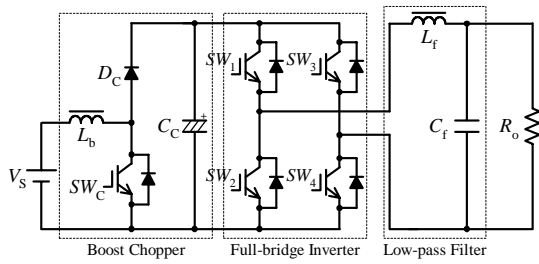 L_f
SW_1
SW_3
D_C
L_b
C_C
+
C_f
R_o
V_S
SW_C
SW_2
SW_4
Boost Chopper
Full-bridge Inverter
Low-pass Filter